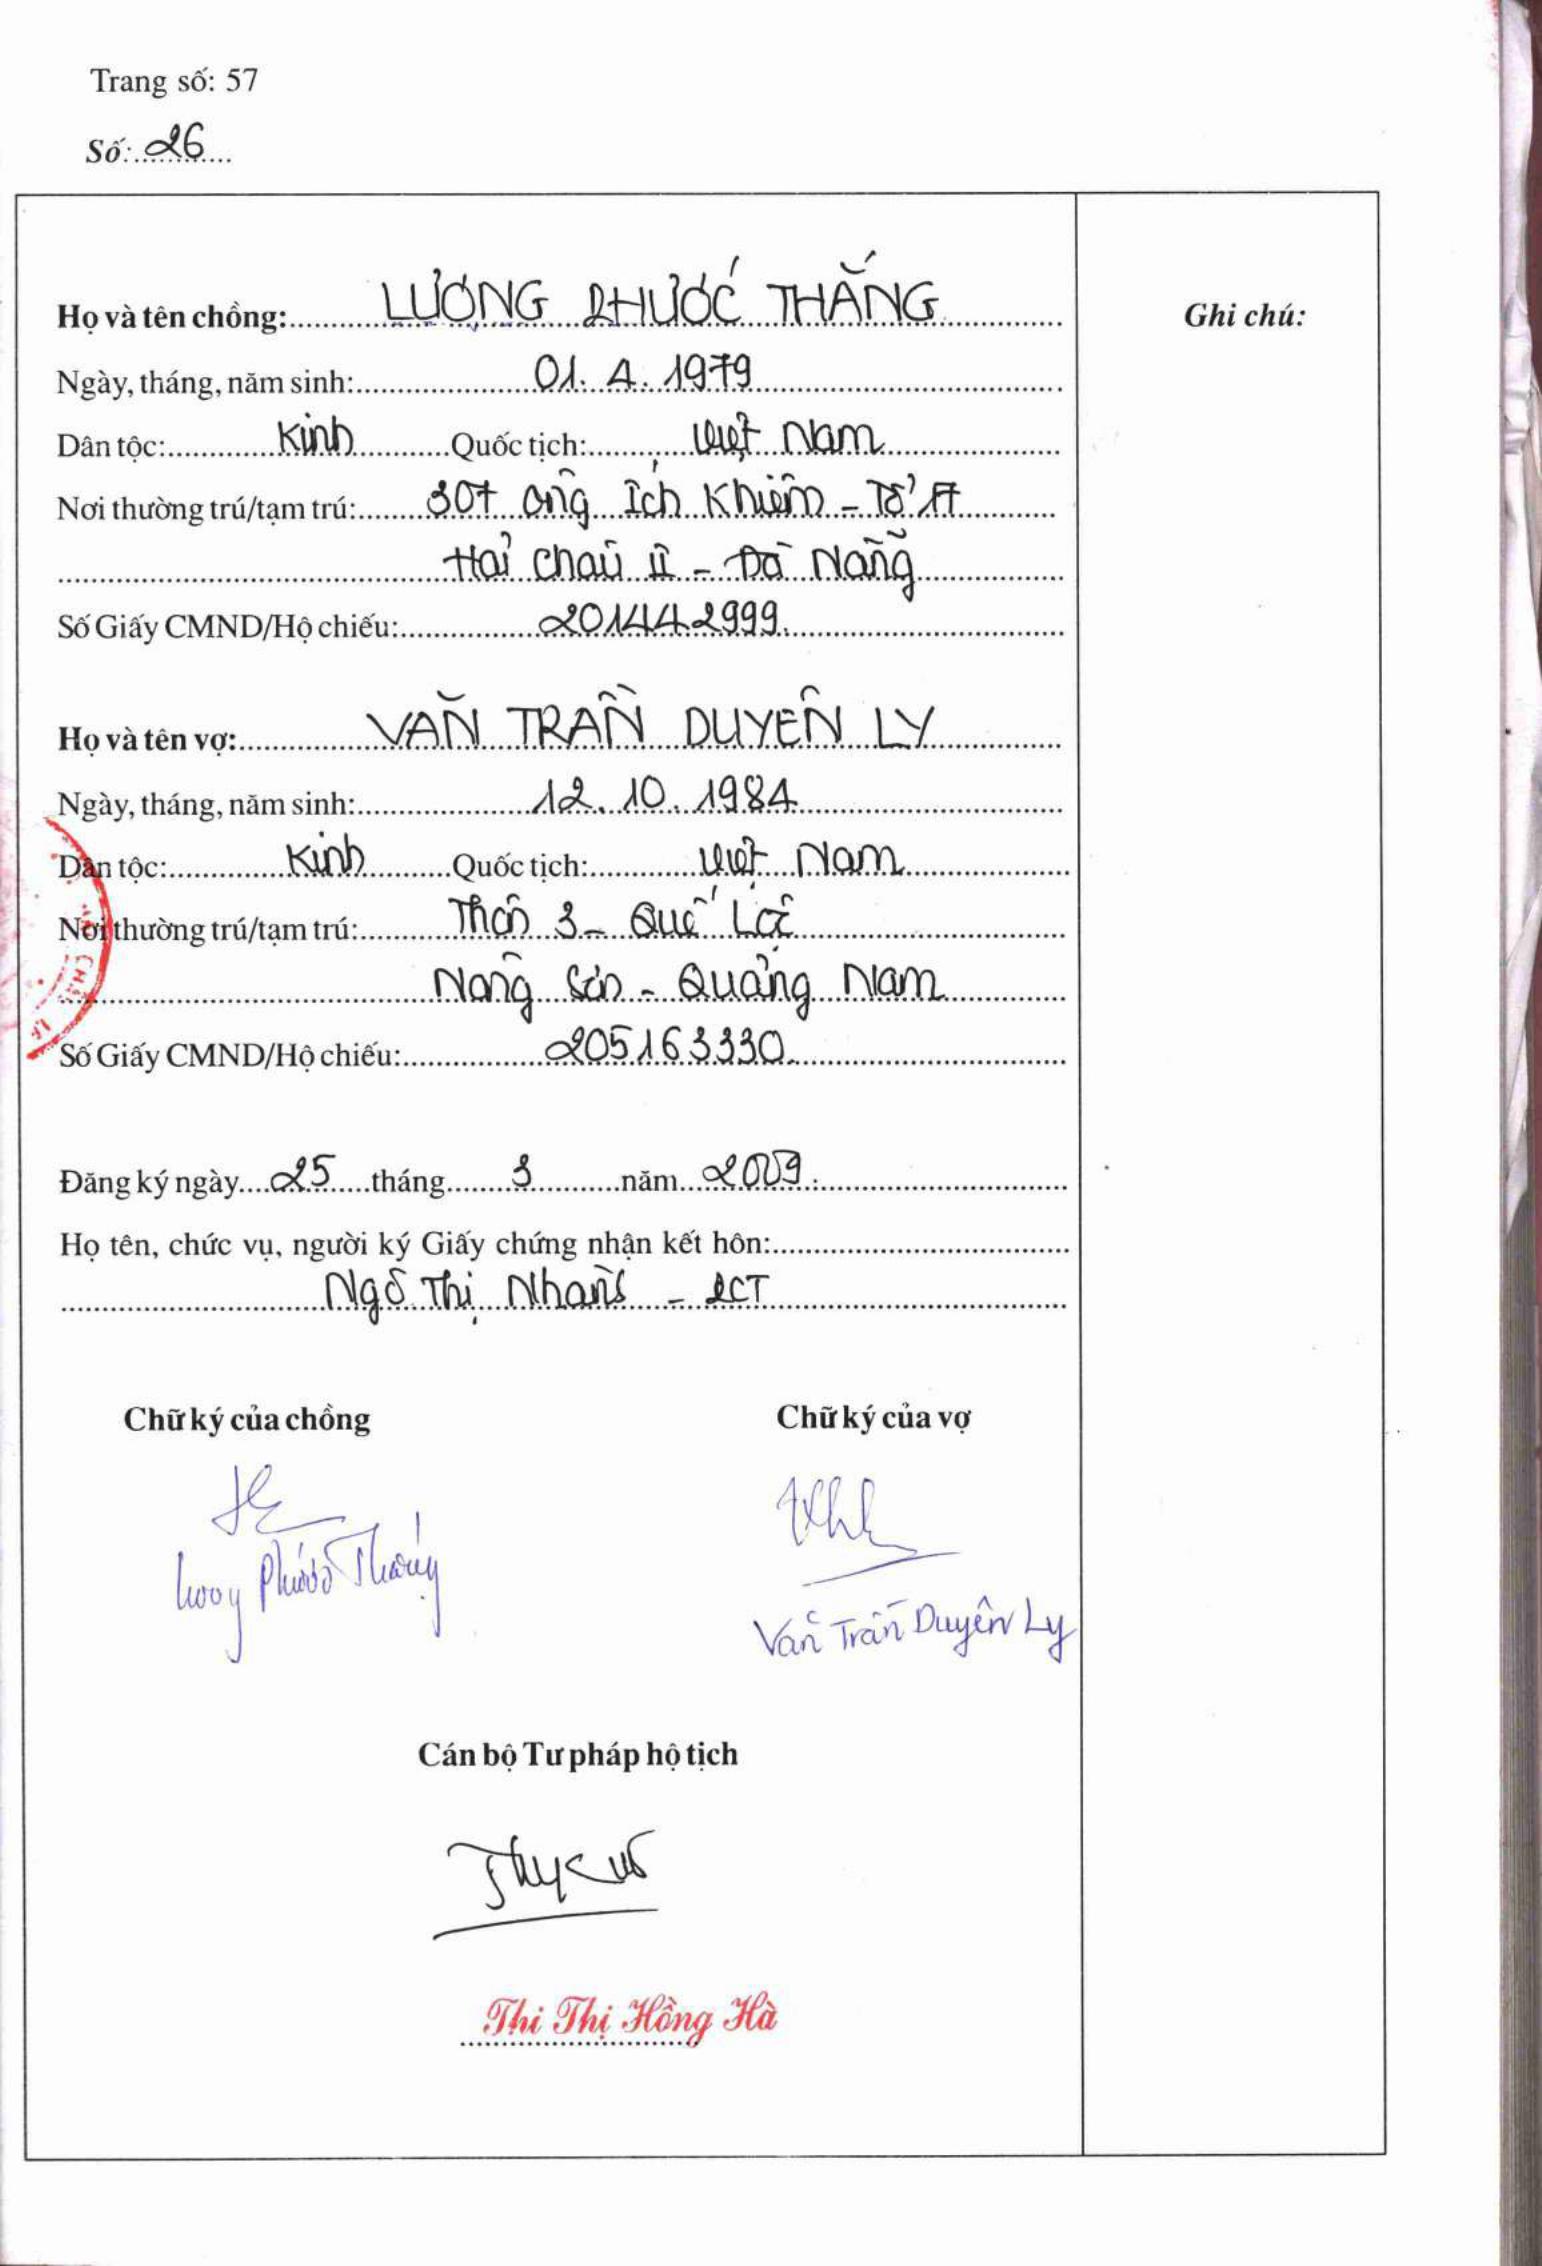 Trang số: 57
Số: 26
Họ và tên chồng: LƯƠNG PHƯỚC THẮNG
Ghi chú:
Ngày, tháng, năm sinh: 01.4.1979
Dân tộc: Kinh Quốc tịch: Việt Nam
Nơi thường trú/tạm trú: 307 Ông Ích Khiêm - Tổ
Hải Châu II - Đà Nẵng
Số Giấy CMND/Hộ chiếu: 201442999.
Họ và tên vợ: VĂN TRẦN DUYÊN LY
Ngày, tháng, năm sinh: 12.10.1984
Dân tộc: Kinh Quốc tịch: Việt Nam
Nơi thường trú/tạm trú: Thôn 3 - Quế Lộc
Nông Sơn - Quảng Nam
Số Giấy CMND/Hộ chiếu: 205163330.
Đăng ký ngày 25 tháng 3 năm 2009.
Họ tên, chức vụ, người ký Giấy chứng nhận kết hôn:
Ngô Thị Nhanh - PCT
Chữ ký của chồng Chữ ký của vợ
Lương Phước Thắng
Văn Trần Duyên Ly
Cán bộ Tư pháp hộ tịch
Thi Thị Hồng Hà